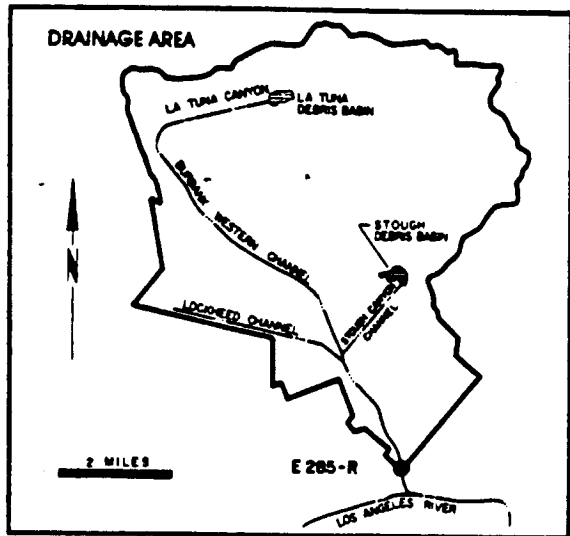 DRAINAGE AREA
LA TUNA CANYON
LA TUNA
DEBRIS BASIN
BURBANK WESTERN CHANNEL
STOUGH
DEBRIS BASIN
STOUGH CANYON
CHANNEL
LOCKHEED CHANNEL
N
2 MILES
E 285-R
LOS ANGELES RIVER